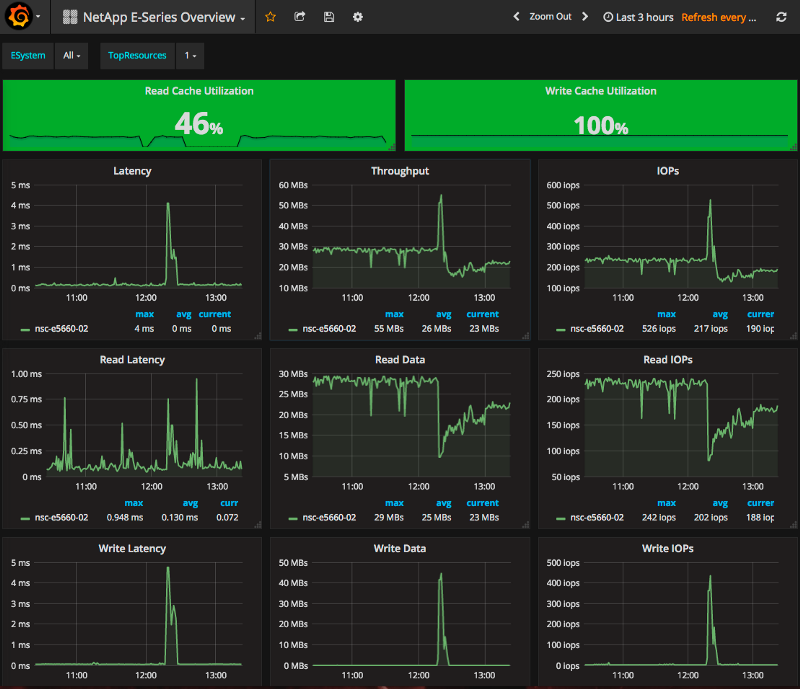 NetApp E-Series Overview
Zoom Out
Last 3 hours
Refresh every ...
ESystem
All
TopResources
1
Read Cache Utilization
46%
Write Cache Utilization
100%
Latency
5 ms
4 ms
3 ms
2 ms
1 ms
0 ms
11:00 12:00 13:00
max avg current
nsc-e5660-02 4 ms 0 ms 0 ms
Throughput
60 MBs
50 MBs
40 MBs
30 MBs
20 MBs
10 MBs
11:00 12:00 13:00
max avg current
nsc-e5660-02 55 MBs 26 MBs 23 MBs
IOPs
600 iops
500 iops
400 iops
300 iops
200 iops
100 iops
11:00 12:00 13:00
max avg currer
nsc-e5660-02 526 iops 217 iops 190 iop
Read Latency
1.00 ms
0.75 ms
0.50 ms
0.25 ms
0 ms
11:00 12:00 13:00
max avg curr
nsc-e5660-02 0.948 ms 0.130 ms 0.072
Read Data
30 MBs
25 MBs
20 MBs
15 MBs
10 MBs
5 MBs
11:00 12:00 13:00
max avg current
nsc-e5660-02 29 MBs 25 MBs 23 MBs
Read IOPs
250 iops
200 iops
150 iops
100 iops
50 iops
11:00 12:00 13:00
max avg currer
nsc-e5660-02 242 iops 202 iops 188 iop
Write Latency
5 ms
4 ms
3 ms
2 ms
1 ms
0 ms
11:00 12:00 13:00
Write Data
50 MBs
40 MBs
30 MBs
20 MBs
10 MBs
0 MBs
11:00 12:00 13:00
Write IOPs
500 iops
400 iops
300 iops
200 iops
100 iops
0 iops
11:00 12:00 13:00